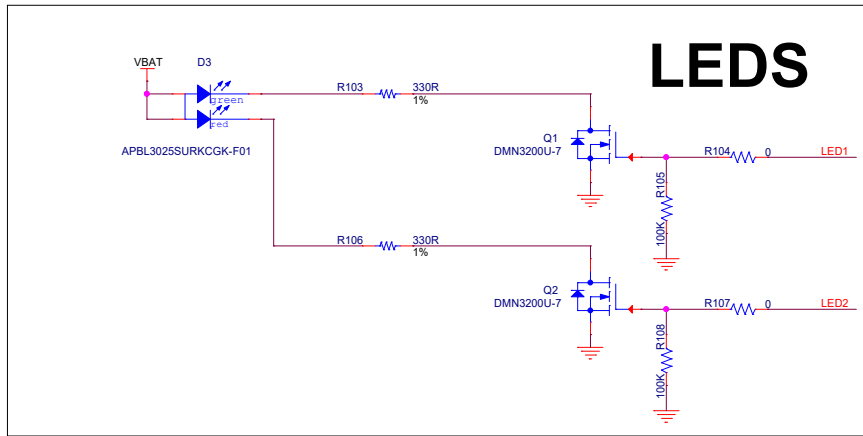 LEDS
VBAT
D3
green
red
APBL3025SURKCGK-F01
R103
330R
1%
Q1
DMN3200U-7
R104
0
LED1
R105
100K
R106
330R
1%
Q2
DMN3200U-7
R107
0
LED2
R108
100K